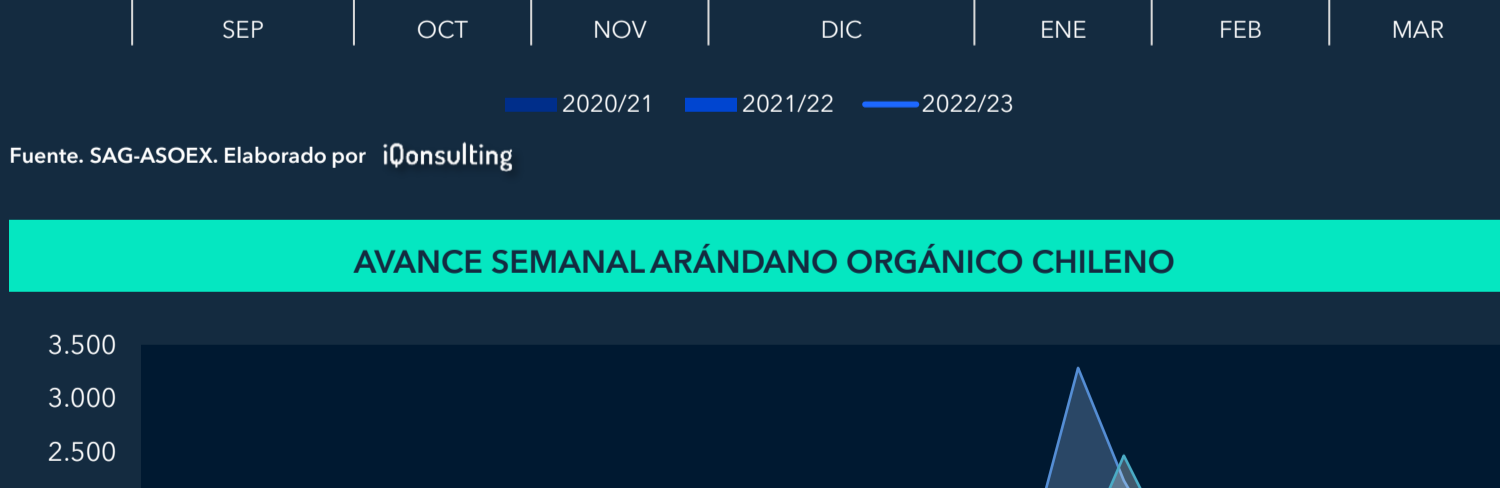 SEP OCT NOV DIC ENE FEB MAR
2020/21 2021/22 2022/23
Fuente. SAG-ASOEX. Elaborado por iQonsulting
AVANCE SEMANAL ARÁNDANO ORGÁNICO CHILENO
3.500
3.000
2.500